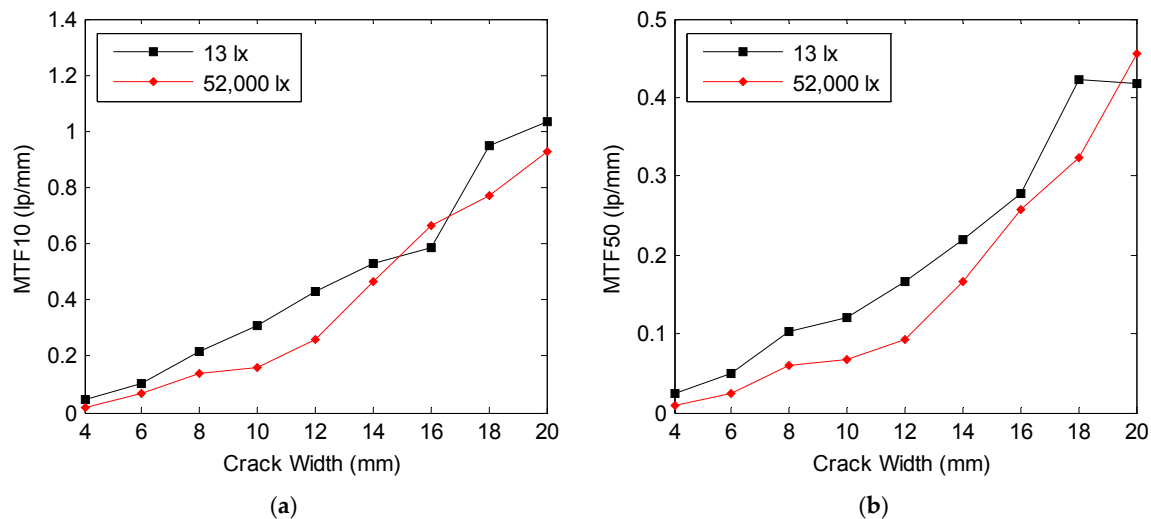 1.4
1.2
1
0.8
0.6
0.4
0.2
0
MTF10 (lp/mm)
13 lx
52,000 lx
4 6 8 10 12 14 16 18 20
Crack Width (mm)
(a)
0.5
0.4
0.3
0.2
0.1
0
MTF50 (lp/mm)
13 lx
52,000 lx
4 6 8 10 12 14 16 18 20
Crack Width (mm)
(b)